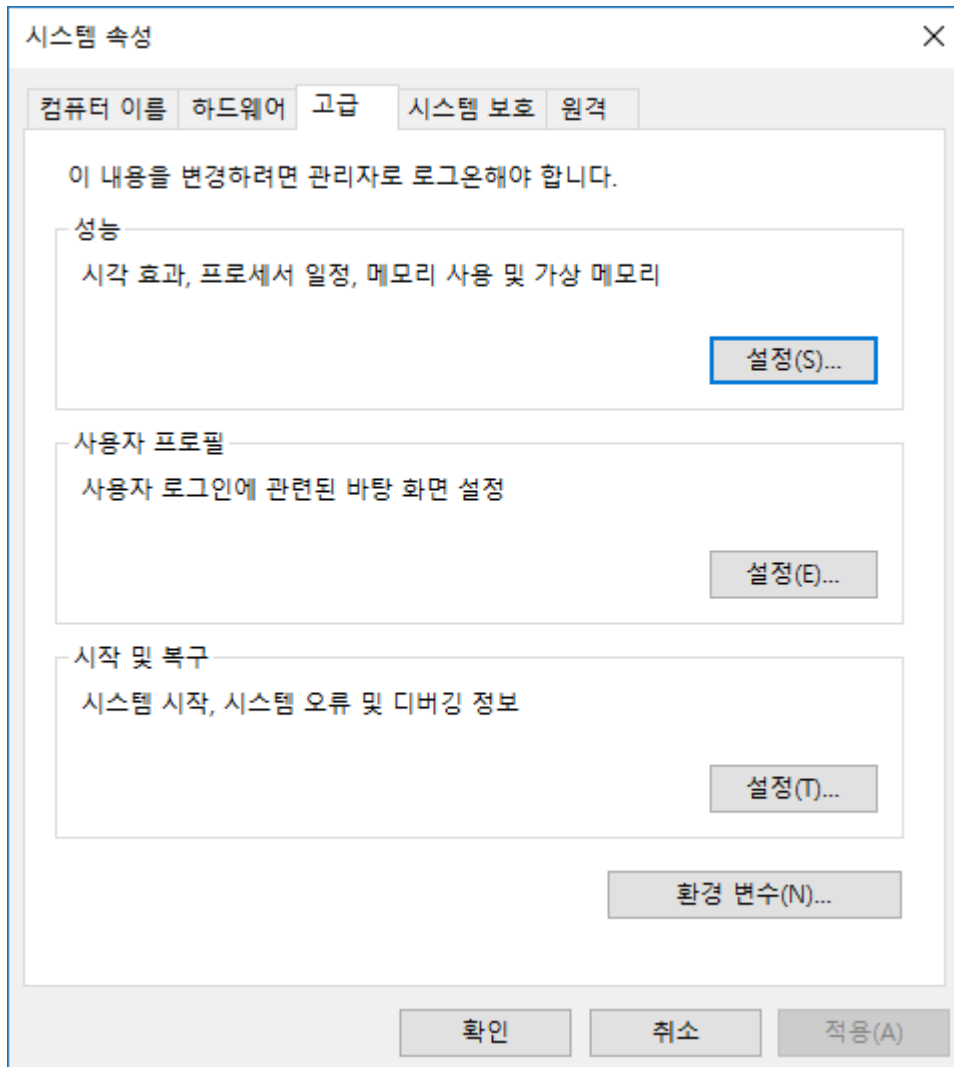 시스템 속성
컴퓨터 이름 하드웨어 고급 시스템 보호 원격
이 내용을 변경하려면 관리자로 로그온해야 합니다.
성능
시각 효과, 프로세서 일정, 메모리 사용 및 가상 메모리
설정(S)...
사용자 프로필
사용자 로그인에 관련된 바탕 화면 설정
설정(E)...
시작 및 복구
시스템 시작, 시스템 오류 및 디버깅 정보
설정(T)...
환경 변수(N)...
확인 취소 적용(A)